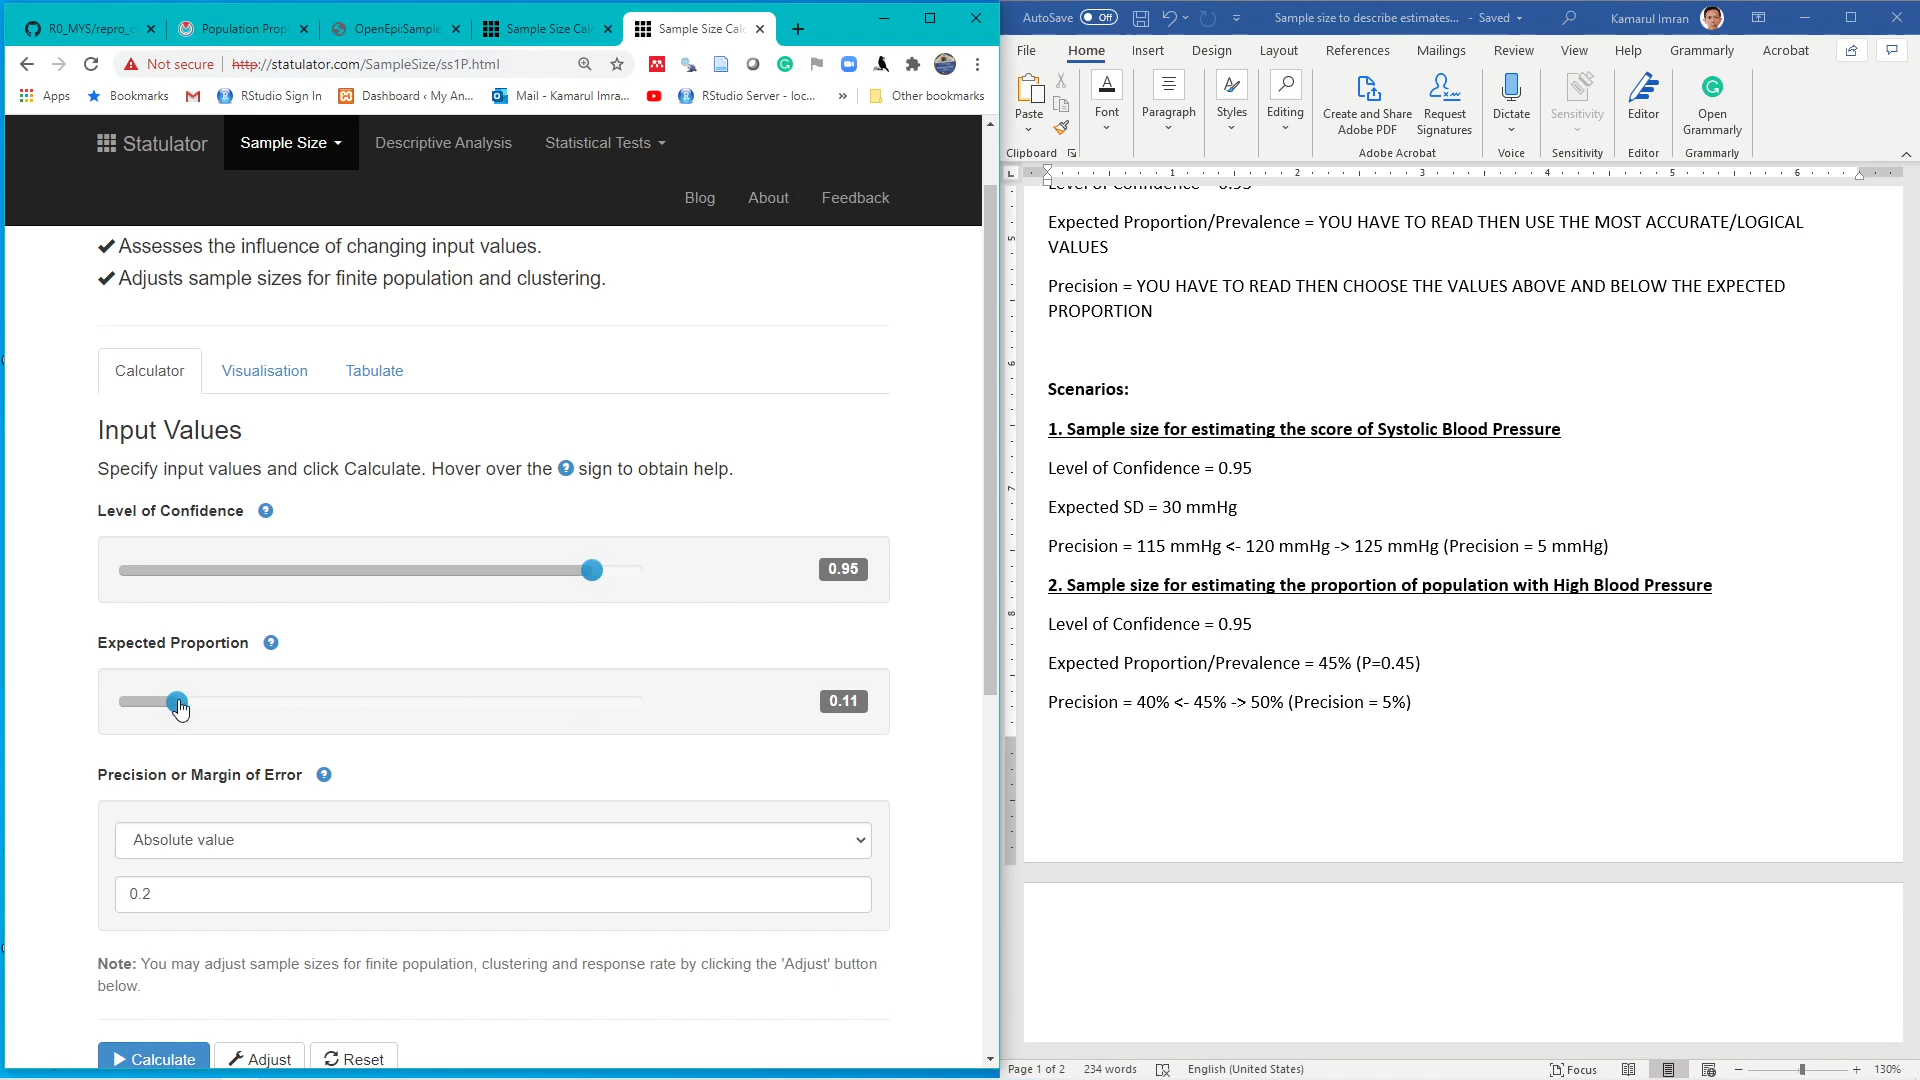 R0_MYS/repro_c
Population Prop
OpenEpi:Sample
Sample Size Calc
Sample Size Calc
Not secure | http://statulator.com/SampleSize/ss1P.html
Apps Bookmarks RStudio Sign In Dashboard ‹ My An... Mail - Kamarul Imra... RStudio Server - loc... » Other bookmarks
Statulator Sample Size Descriptive Analysis Statistical Tests
Blog About Feedback
✔ Assesses the influence of changing input values.
✔ Adjusts sample sizes for finite population and clustering.
Calculator Visualisation Tabulate
Input Values
Specify input values and click Calculate. Hover over the ? sign to obtain help.
Level of Confidence ?
0.95
Expected Proportion ?
0.11
Precision or Margin of Error ?
Absolute value
0.2
Note: You may adjust sample sizes for finite population, clustering and response rate by clicking the 'Adjust' button
below.
Calculate Adjust Reset
AutoSave Off Sample size to describe estimates... - Saved Kamarul Imran
File Home Insert Design Layout References Mailings Review View Help Grammarly Acrobat
Paste Font Paragraph Styles Editing Create and Share Adobe PDF Request Signatures Dictate Sensitivity Editor Open Grammarly
Clipboard Adobe Acrobat Voice Sensitivity Editor Grammarly
1 2 3 4 5 6
Level of Confidence = 0.95
Expected Proportion/Prevalence = YOU HAVE TO READ THEN USE THE MOST ACCURATE/LOGICAL
VALUES
Precision = YOU HAVE TO READ THEN CHOOSE THE VALUES ABOVE AND BELOW THE EXPECTED
PROPORTION
Scenarios:
1. Sample size for estimating the score of Systolic Blood Pressure
Level of Confidence = 0.95
Expected SD = 30 mmHg
Precision = 115 mmHg <- 120 mmHg -> 125 mmHg (Precision = 5 mmHg)
2. Sample size for estimating the proportion of population with High Blood Pressure
Level of Confidence = 0.95
Expected Proportion/Prevalence = 45% (P=0.45)
Precision = 40% <- 45% -> 50% (Precision = 5%)
Page 1 of 2 234 words English (United States) Focus 130%